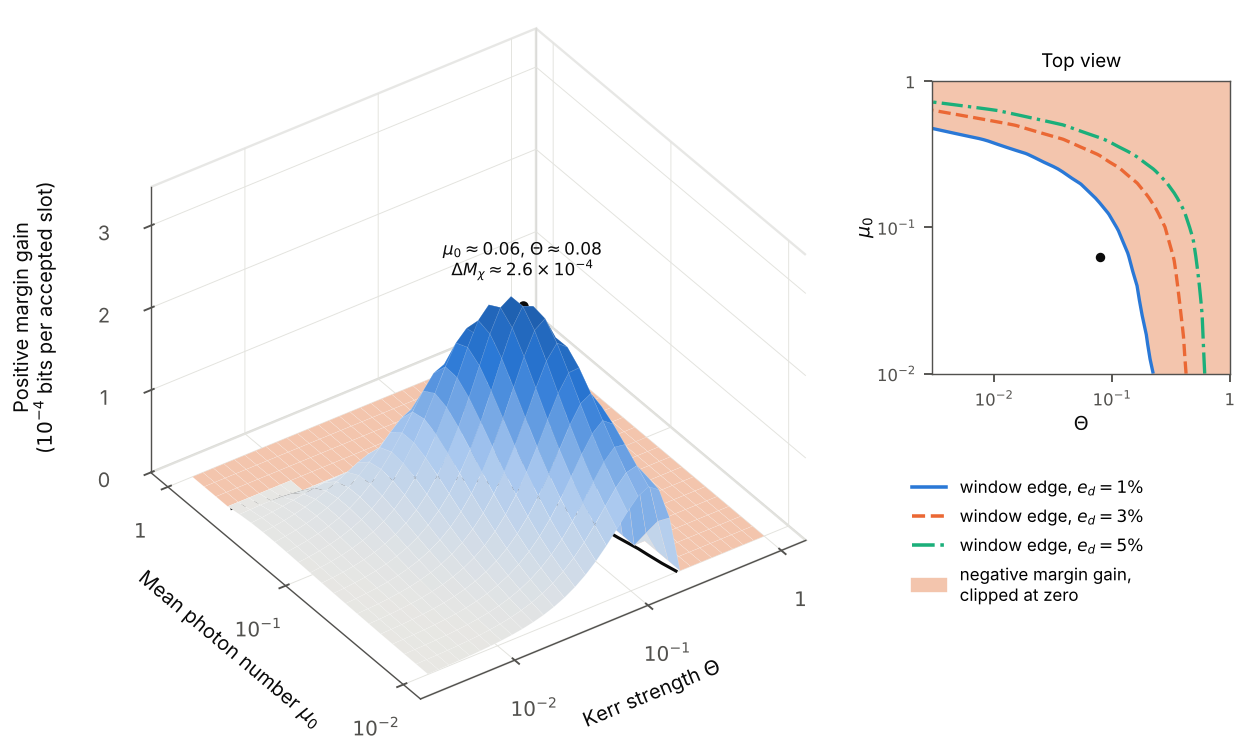 Positive margin gain
(10⁻⁴ bits per accepted slot)
3
2
1
0
μ₀ ≈ 0.06, Θ ≈ 0.08
ΔMᵪ ≈ 2.6 × 10⁻⁴
1
10⁻¹
10⁻²
Mean photon number μ₀
10⁻²
10⁻¹
1
Kerr strength Θ
Top view
1
10⁻¹
10⁻²
μ₀
10⁻²
10⁻¹
1
Θ
window edge, e_d = 1%
window edge, e_d = 3%
window edge, e_d = 5%
negative margin gain,
clipped at zero